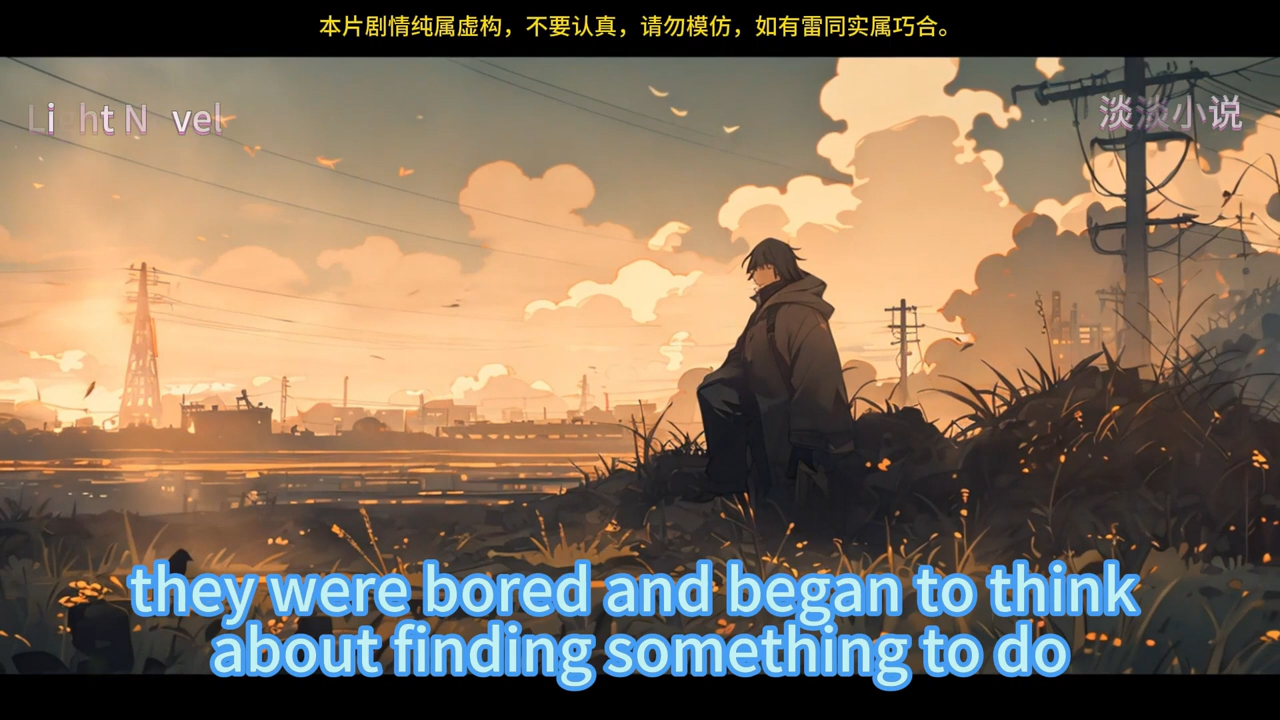 本片剧情纯属虚构，不要认真，请勿模仿，如有雷同实属巧合。
Light N vel
淡淡小说
they were bored and began to think
about finding something to do